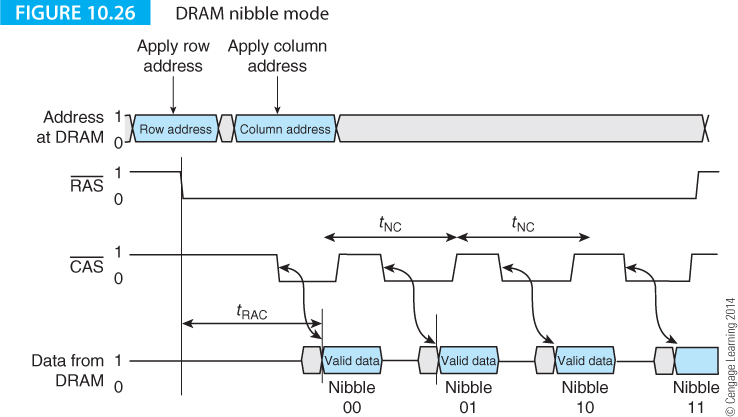 FIGURE 10.26 DRAM nibble mode
Apply row
address
Apply column
address
Address
at DRAM
1
0
Row address
Column address
RAS
1
0
tNC
tNC
CAS
1
0
tRAC
Data from
DRAM
1
0
Valid data
Valid data
Valid data
Nibble
00
Nibble
01
Nibble
10
Nibble
11
© Cengage Learning 2014